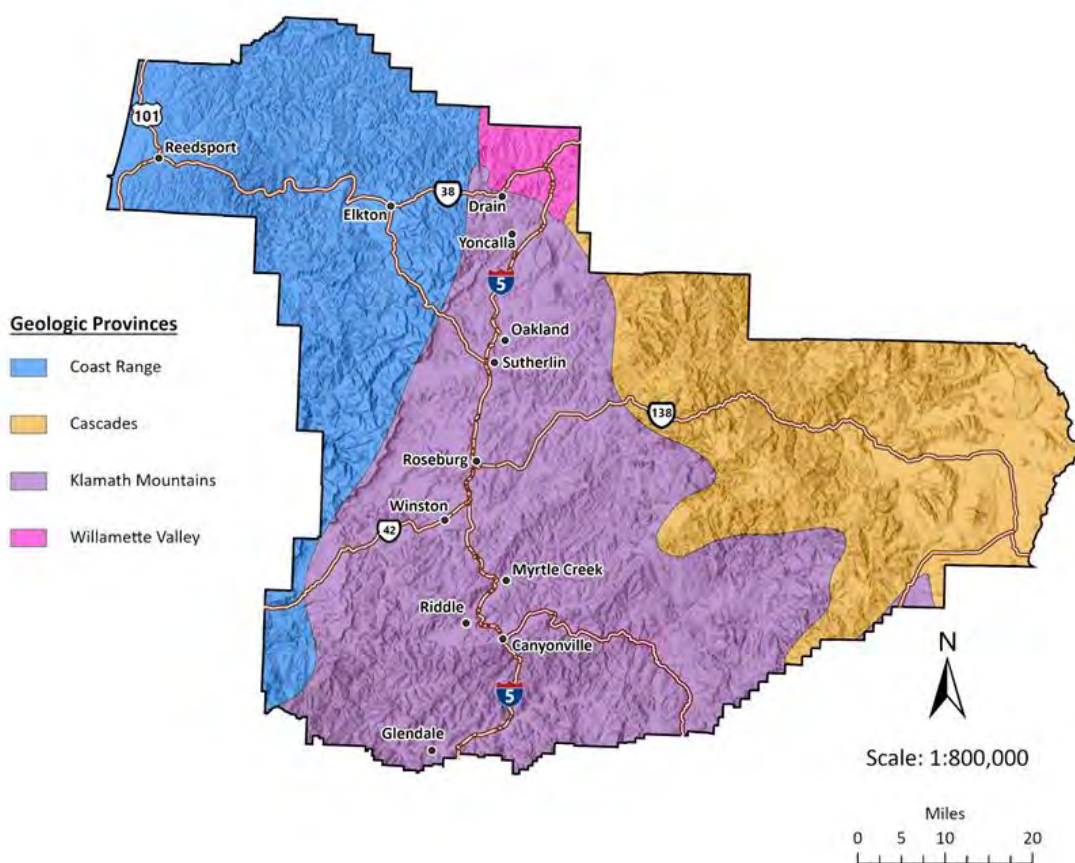 101
Reedsport
38
Elkton
Drain
Yoncalla
5
Geologic Provinces
Coast Range
Cascades
Klamath Mountains
Willamette Valley
Oakland
Sutherlin
138
Roseburg
Winston
42
Myrtle Creek
Riddle
Canyonville
5
Glendale
N
Scale: 1:800,000
Miles
0 5 10 20